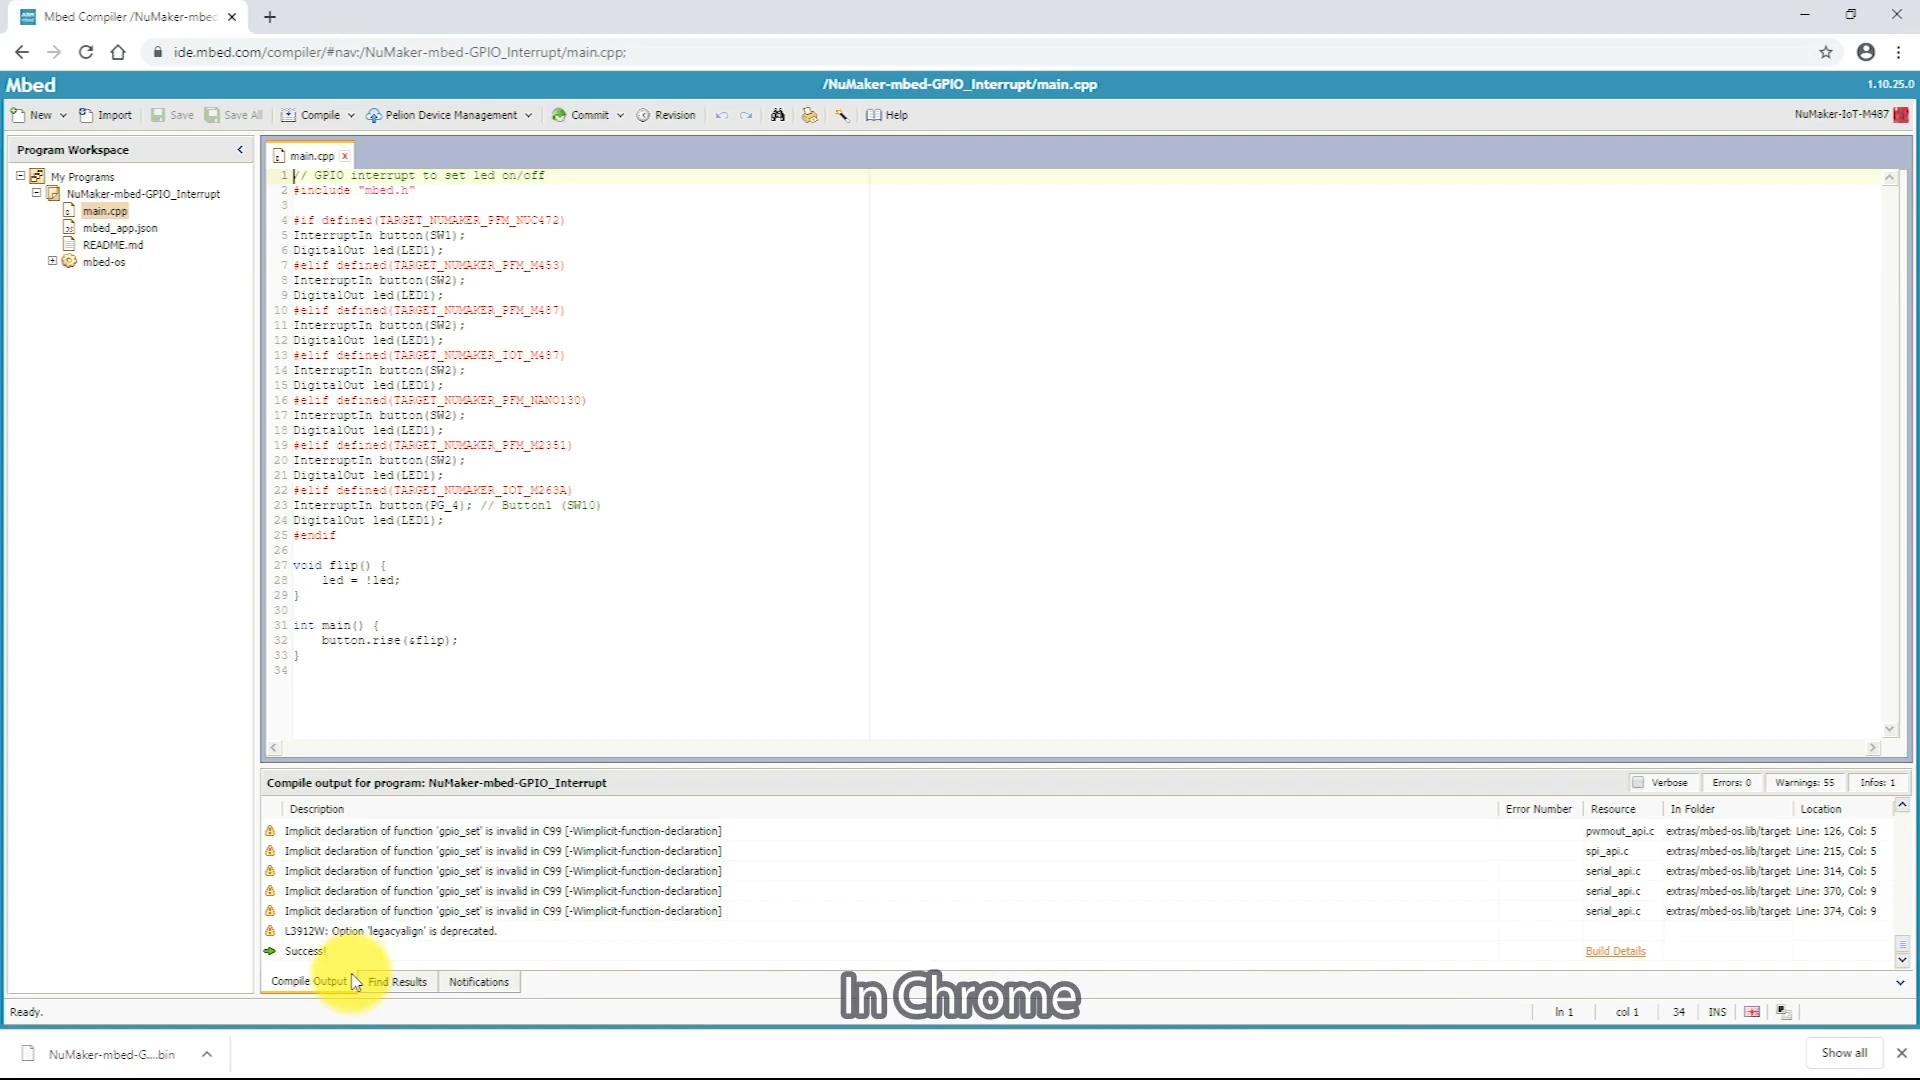 Mbed Compiler /NuMaker-mbed
ide.mbed.com/compiler/#nav:/NuMaker-mbed-GPIO_Interrupt/main.cpp;
Mbed
/NuMaker-mbed-GPIO_Interrupt/main.cpp
1.10.25.0
New
Import
Save
Save All
Compile
Pelion Device Management
Commit
Revision
Help
NuMaker-IoT-M487
Program Workspace
My Programs
NuMaker-mbed-GPIO_Interrupt
main.cpp
mbed_app.json
README.md
mbed-os
main.cpp
1 // GPIO interrupt to set led on/off
2 #include "mbed.h"
3
4 #if defined(TARGET_NUMAKER_PFM_NUC472)
5 InterruptIn button(SW1);
6 DigitalOut led(LED1);
7 #elif defined(TARGET_NUMAKER_PFM_M453)
8 InterruptIn button(SW2);
9 DigitalOut led(LED1);
10 #elif defined(TARGET_NUMAKER_PFM_M487)
11 InterruptIn button(SW2);
12 DigitalOut led(LED1);
13 #elif defined(TARGET_NUMAKER_IOT_M487)
14 InterruptIn button(SW2);
15 DigitalOut led(LED1);
16 #elif defined(TARGET_NUMAKER_PFM_NANO130)
17 InterruptIn button(SW2);
18 DigitalOut led(LED1);
19 #elif defined(TARGET_NUMAKER_PFM_M2351)
20 InterruptIn button(SW2);
21 DigitalOut led(LED1);
22 #elif defined(TARGET_NUMAKER_IOT_M263A)
23 InterruptIn button(PG_4); // Button1 (SW10)
24 DigitalOut led(LED1);
25 #endif
26
27 void flip() {
28 led = !led;
29 }
30
31 int main() {
32 button.rise(&flip);
33 }
34
Compile output for program: NuMaker-mbed-GPIO_Interrupt
Verbose
Errors: 0
Warnings: 55
Infos: 1
Description Error Number Resource In Folder Location
Implicit declaration of function 'gpio_set' is invalid in C99 [-Wimplicit-function-declaration] pwmout_api.c extras/mbed-os.lib/target Line: 126, Col: 5
Implicit declaration of function 'gpio_set' is invalid in C99 [-Wimplicit-function-declaration] spi_api.c extras/mbed-os.lib/target Line: 215, Col: 5
Implicit declaration of function 'gpio_set' is invalid in C99 [-Wimplicit-function-declaration] serial_api.c extras/mbed-os.lib/target Line: 314, Col: 5
Implicit declaration of function 'gpio_set' is invalid in C99 [-Wimplicit-function-declaration] serial_api.c extras/mbed-os.lib/target Line: 370, Col: 9
Implicit declaration of function 'gpio_set' is invalid in C99 [-Wimplicit-function-declaration] serial_api.c extras/mbed-os.lib/target Line: 374, Col: 9
L3912W: Option 'legacyalign' is deprecated.
Success! Build Details
Compile Output
Find Results
Notifications
In Chrome
Ready.
ln 1
col 1
34
INS
NuMaker-mbed-G....bin
Show all